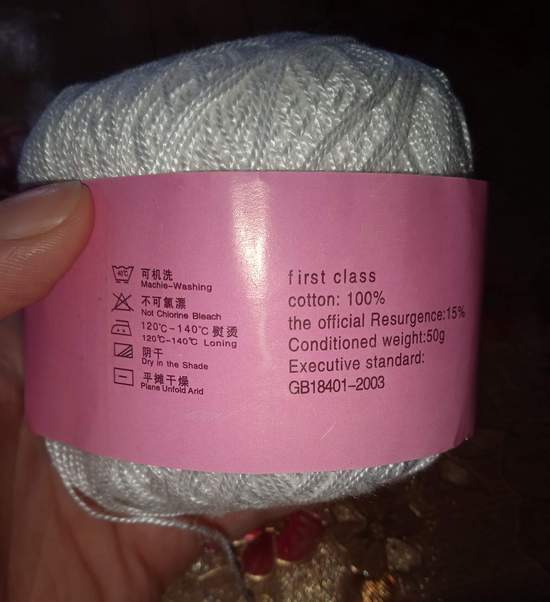 40℃
可机洗
Machie-Washing
不可氯漂
Not Chlorine Bleach
120℃-140℃ 熨烫
120℃-140℃ Loning
阴干
Dry in the Shade
平摊干燥
Plane Unfold Arid
first class
cotton: 100%
the official Resurgence:15%
Conditioned weight:50g
Executive standard:
GB18401-2003